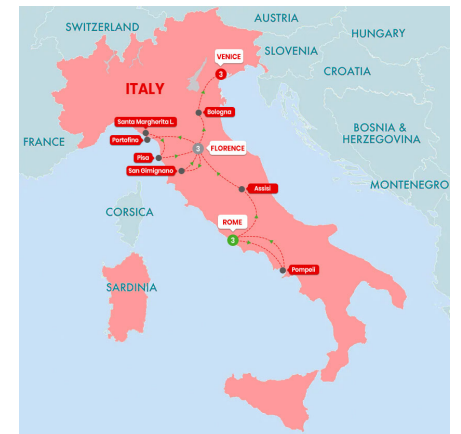 AUSTRIA
SWITZERLAND
HUNGARY
SLOVENIA
VENICE
3
CROATIA
ITALY
Bologna
Santa Margherita L.
Portofino
BOSNIA &
HERZEGOVINA
FRANCE
3
FLORENCE
Pisa
San Gimignano
Assisi
MONTENEGRO
CORSICA
ROME
3
Pompeii
SARDINIA